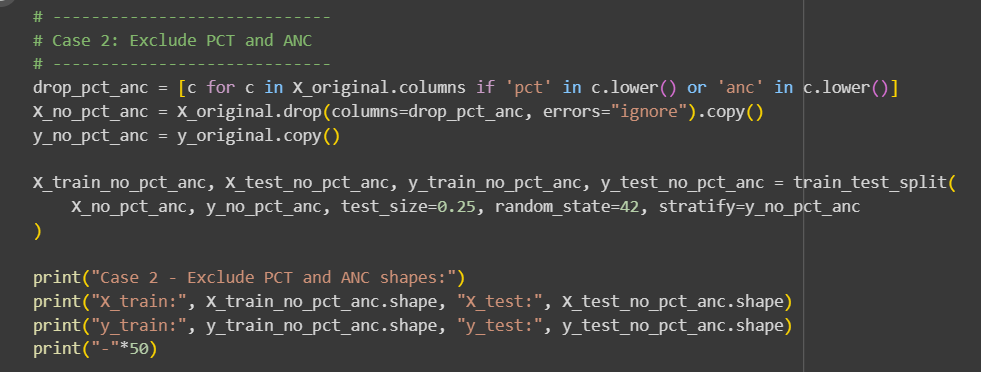 # -----------------------------
# Case 2: Exclude PCT and ANC
# -----------------------------
drop_pct_anc = [c for c in X_original.columns if 'pct' in c.lower() or 'anc' in c.lower()]
X_no_pct_anc = X_original.drop(columns=drop_pct_anc, errors="ignore").copy()
y_no_pct_anc = y_original.copy()

X_train_no_pct_anc, X_test_no_pct_anc, y_train_no_pct_anc, y_test_no_pct_anc = train_test_split(
    X_no_pct_anc, y_no_pct_anc, test_size=0.25, random_state=42, stratify=y_no_pct_anc
)

print("Case 2 - Exclude PCT and ANC shapes:")
print("X_train:", X_train_no_pct_anc.shape, "X_test:", X_test_no_pct_anc.shape)
print("y_train:", y_train_no_pct_anc.shape, "y_test:", y_test_no_pct_anc.shape)
print("-"*50)